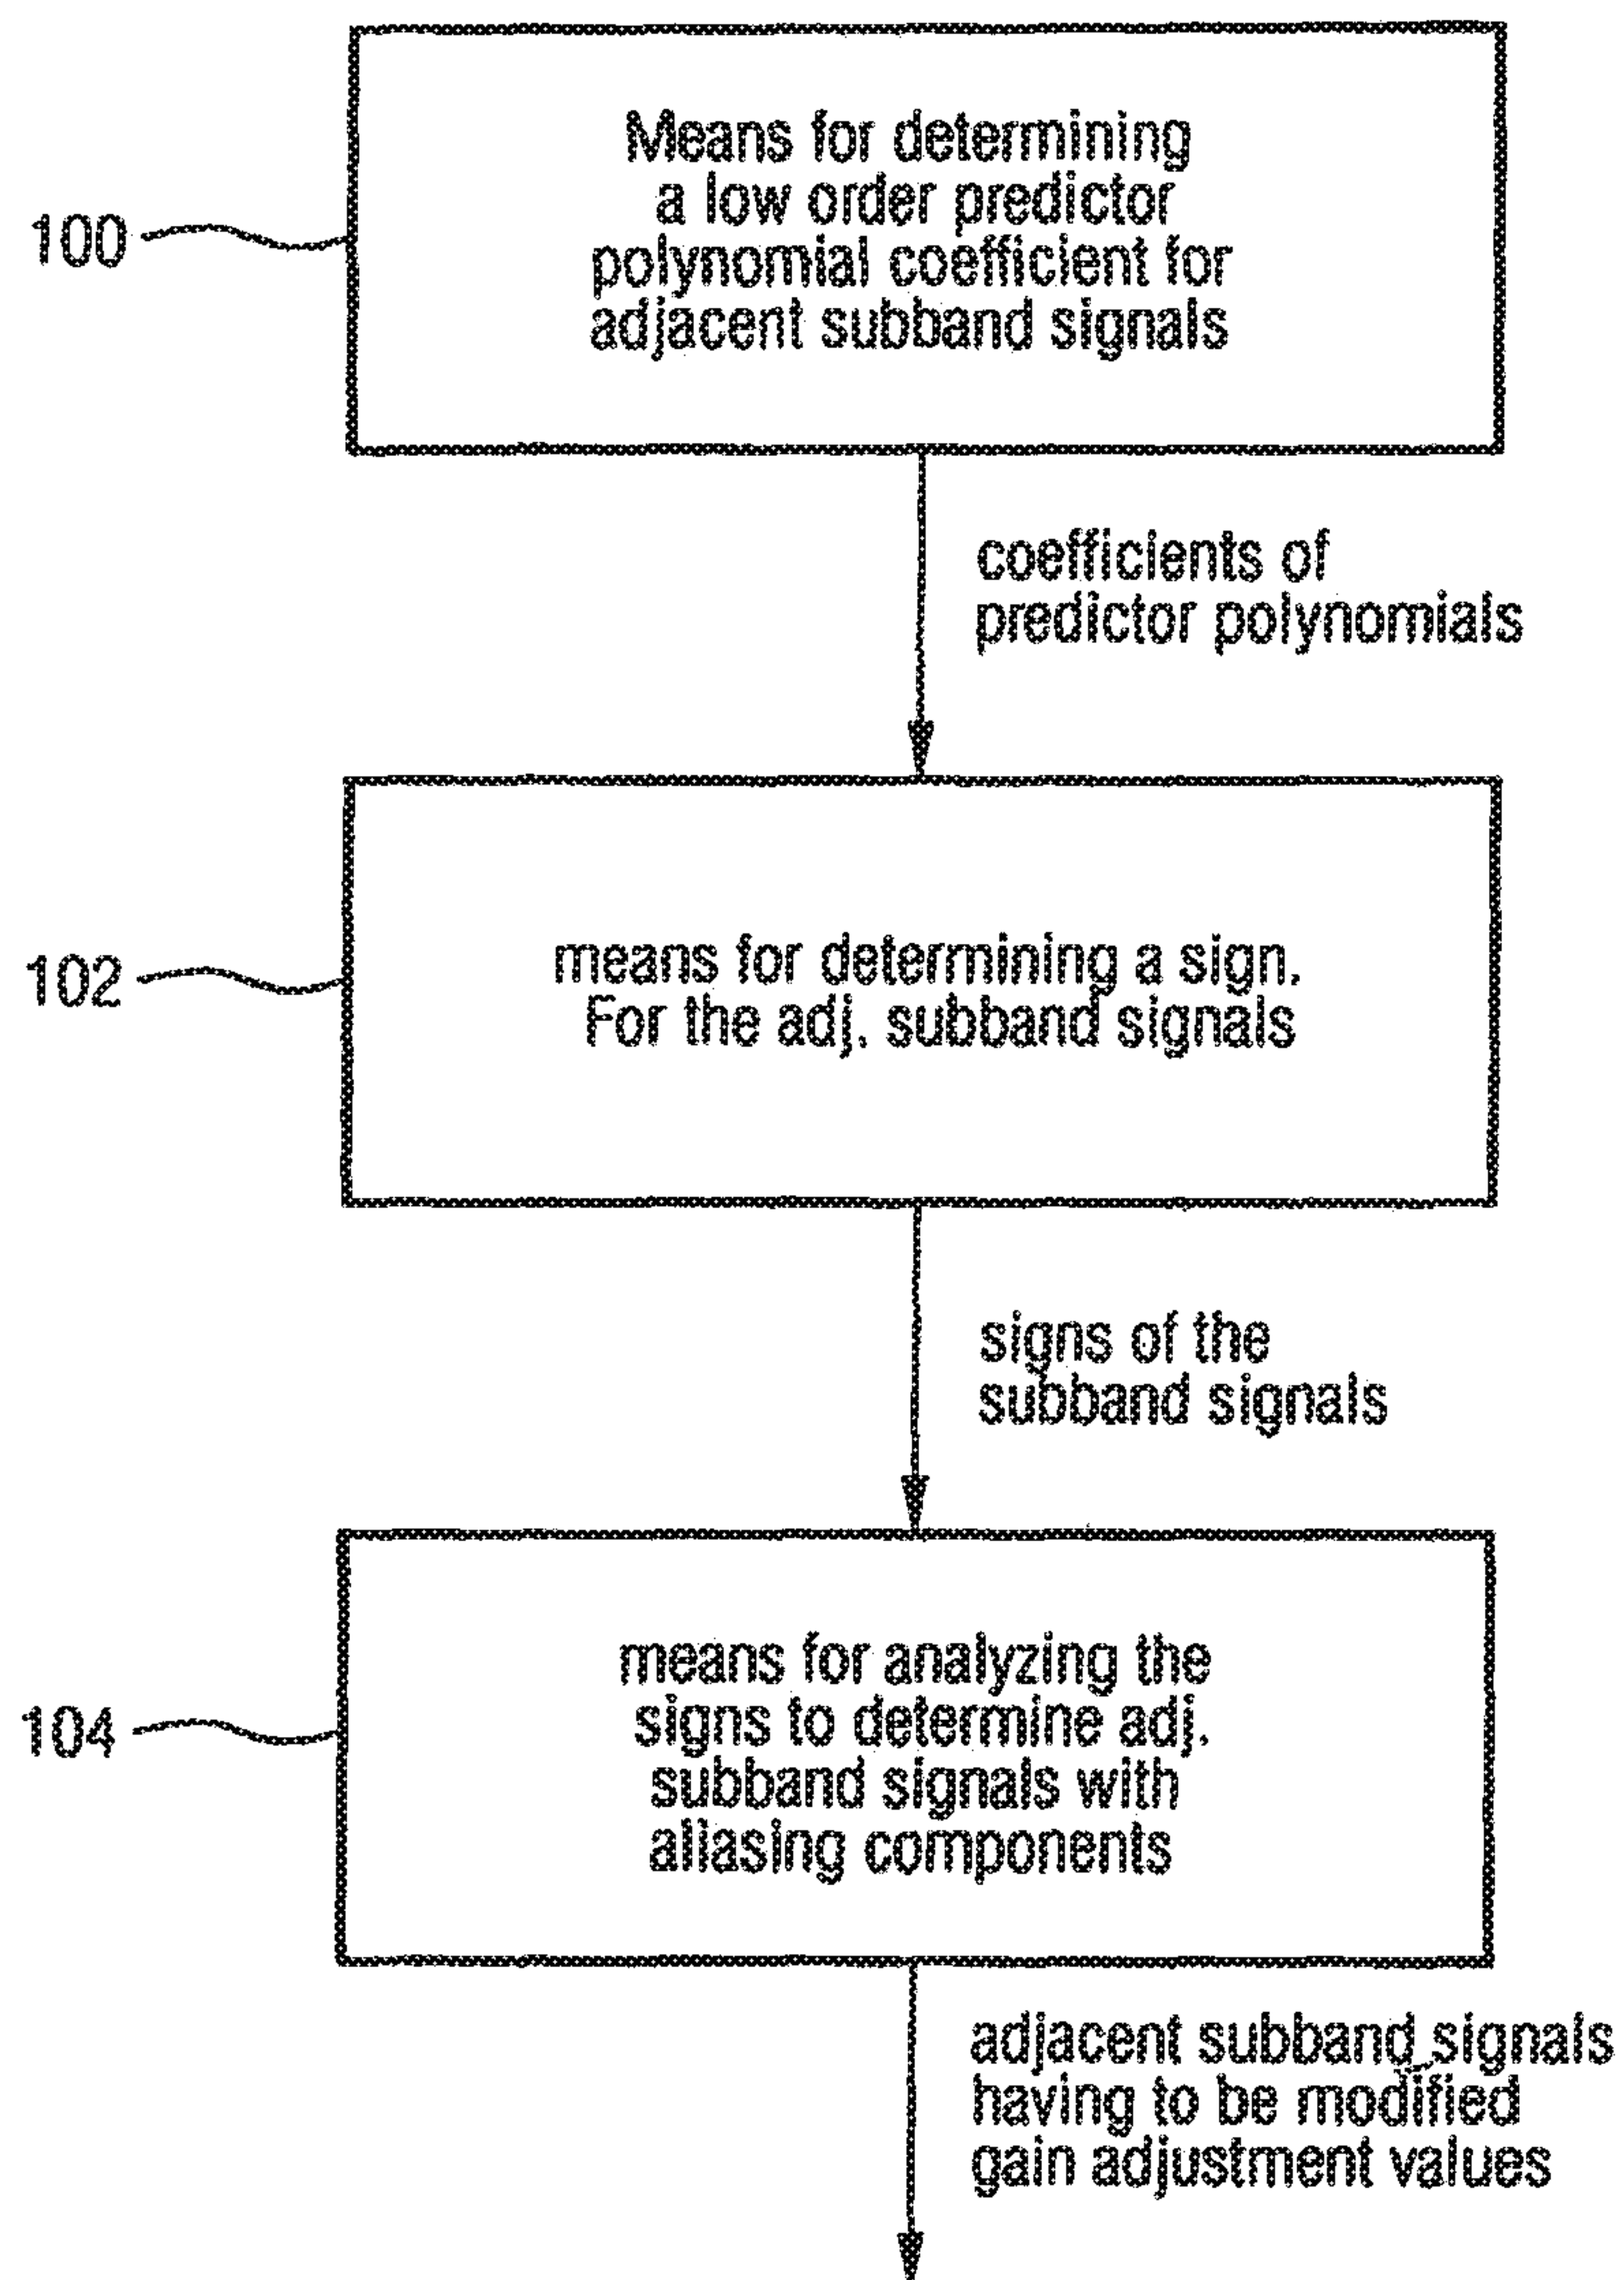 Means for determining
a low order predictor
polynomial coefficient for
adjacent subband signals
100
coefficients of
predictor polynomials
means for determining a sign.
For the adj. subband signals
102
signs of the
subband signals
means for analyzing the
signs to determine adj.
subband signals with
aliasing components
104
adjacent subband signals
having to be modified
gain adjustment values